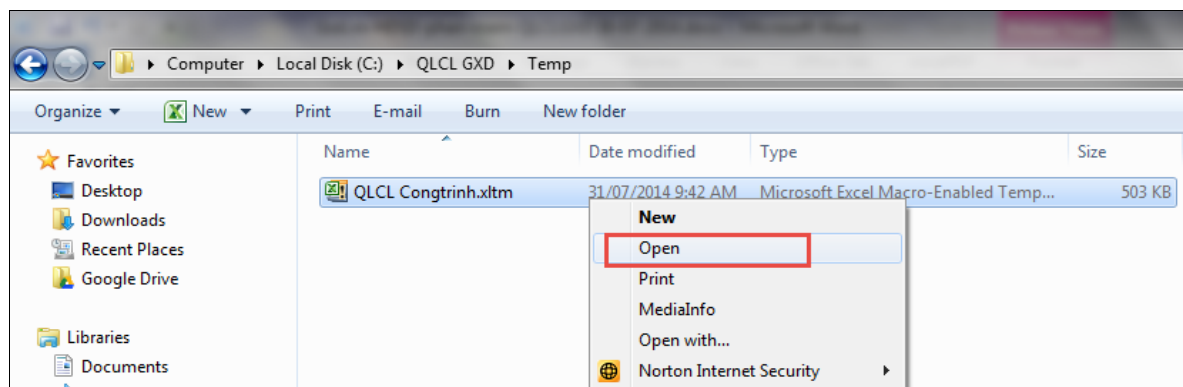 Computer Local Disk (C:) QLCL GXD Temp
Organize New Print E-mail Burn New folder
Favorites
Desktop
Downloads
Recent Places
Google Drive
Libraries
Documents
Name Date modified Type Size
QLCL Congtrinh.xltm 31/07/2014 9:42 AM Microsoft Excel Macro-Enabled Temp... 503 KB
New
Open
Print
MediaInfo
Open with...
Norton Internet Security